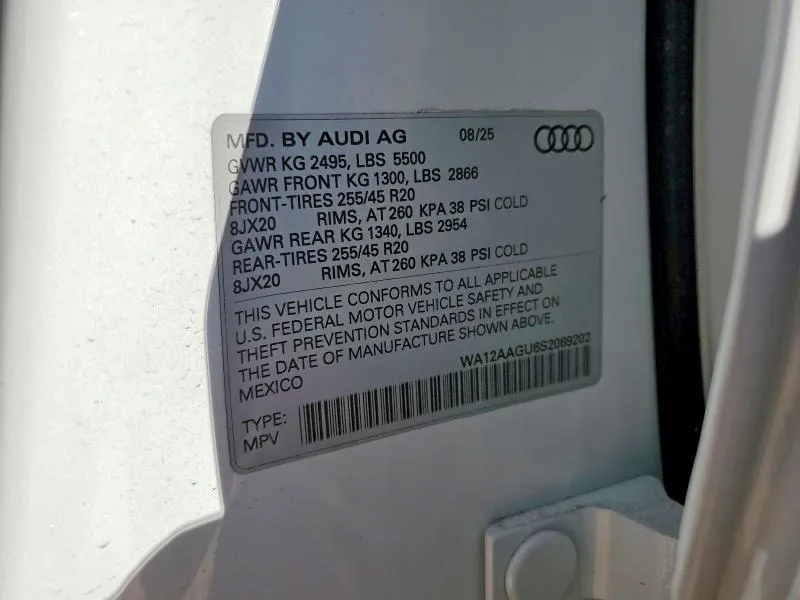 MFD. BY AUDI AG 08/25
GVWR KG 2495, LBS 5500
GAWR FRONT KG 1300, LBS 2866
FRONT-TIRES 255/45 R20
8JX20 RIMS, AT 260 KPA 38 PSI COLD
GAWR REAR KG 1340, LBS 2954
REAR-TIRES 255/45 R20
8JX20 RIMS, AT 260 KPA 38 PSI COLD
THIS VEHICLE CONFORMS TO ALL APPLICABLE
U.S. FEDERAL MOTOR VEHICLE SAFETY AND
THEFT PREVENTION STANDARDS IN EFFECT ON
THE DATE OF MANUFACTURE SHOWN ABOVE.
MEXICO WA12AAGU6S2069202
TYPE:
MPV